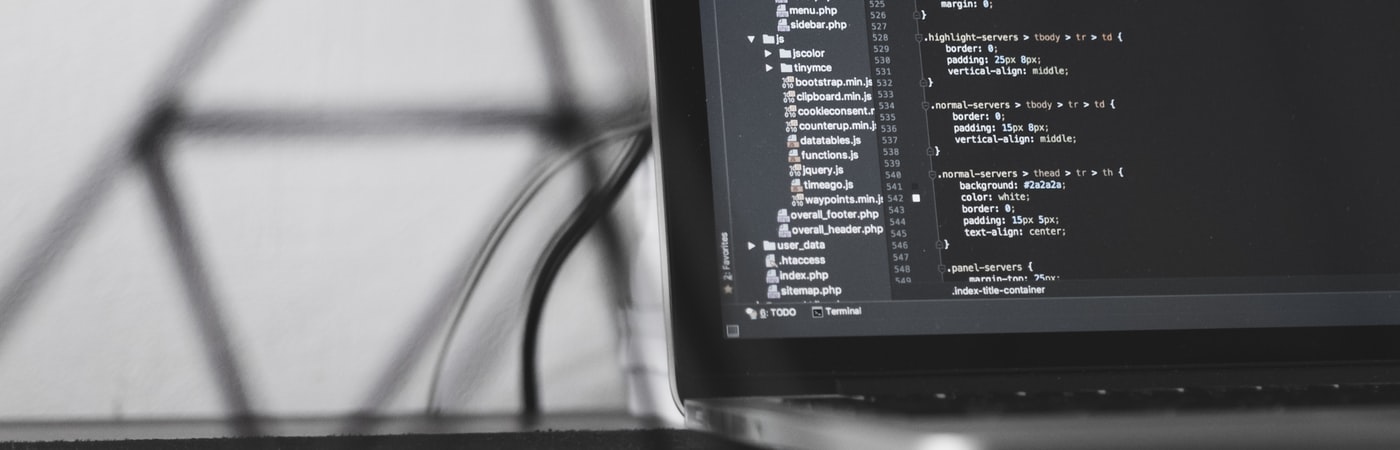 menu.php
sidebar.php
js
jscolor
tinymce
bootstrap.min.js
clipboard.min.js
cookieconsent.
counterup.min.j
datatables.js
functions.js
jquery.js
timeago.js
waypoints.min.j
overall_footer.php
overall_header.php
user_data
.htaccess
index.php
sitemap.php
2: Favorites
525 margin: 0;
526 }
527
528 .highlight-servers > tbody > tr > td {
529 border: 0;
530 padding: 25px 8px;
531 vertical-align: middle;
532 }
533
534 .normal-servers > tbody > tr > td {
535 border: 0;
536 padding: 15px 8px;
537 vertical-align: middle;
538 }
539
540 .normal-servers > thead > tr > th {
541 background: #2a2a2a;
542 color: white;
543 border: 0;
544 padding: 15px 5px;
545 text-align: center;
546 }
547
548 .panel-servers {
549 margin-top: 25px;
.index-title-container
6: TODO
Terminal